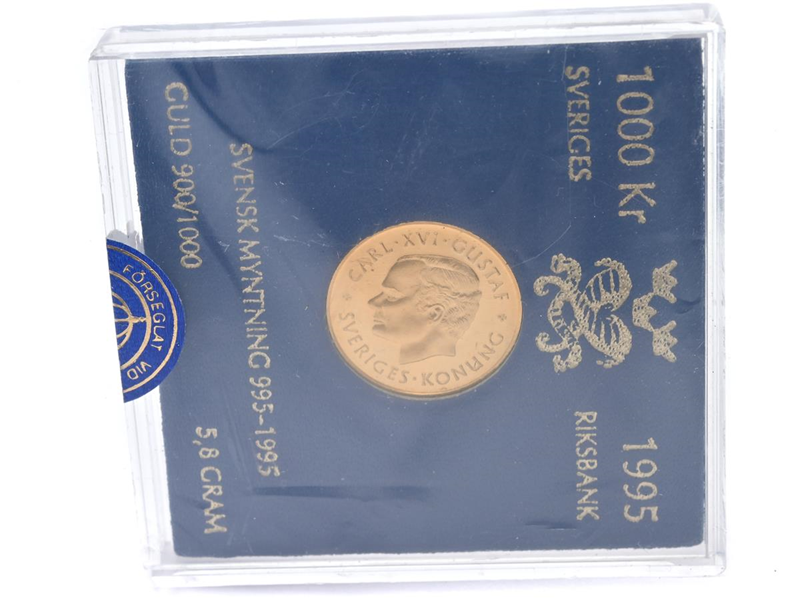 1000 Kr 1995
SVERIGES RIKSBANK
CARL·XVI·GUSTAF
SVERIGES·KONUNG
SVENSK MYNTNING 995-1995
GULD 900/1000 5,8 GRAM
FÖRSEGLAT VID